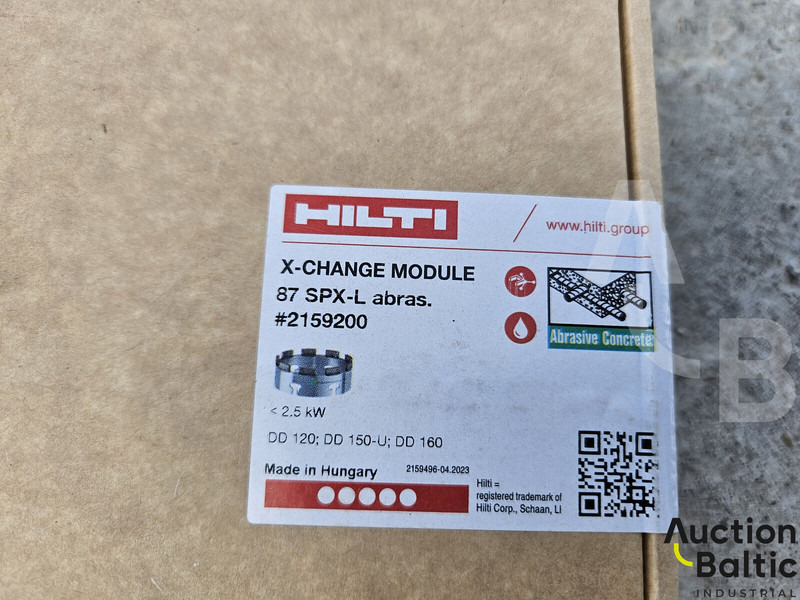 HILTI
www.hilti.group
X-CHANGE MODULE
87 SPX-L abras.
#2159200
Abrasive Concrete
< 2.5 kW
DD 120; DD 150-U; DD 160
Made in Hungary
2159496-04.2023
Hilti =
registered trademark of
Hilti Corp., Schaan, LI
A
B
Auction
Baltic
INDUSTRIAL